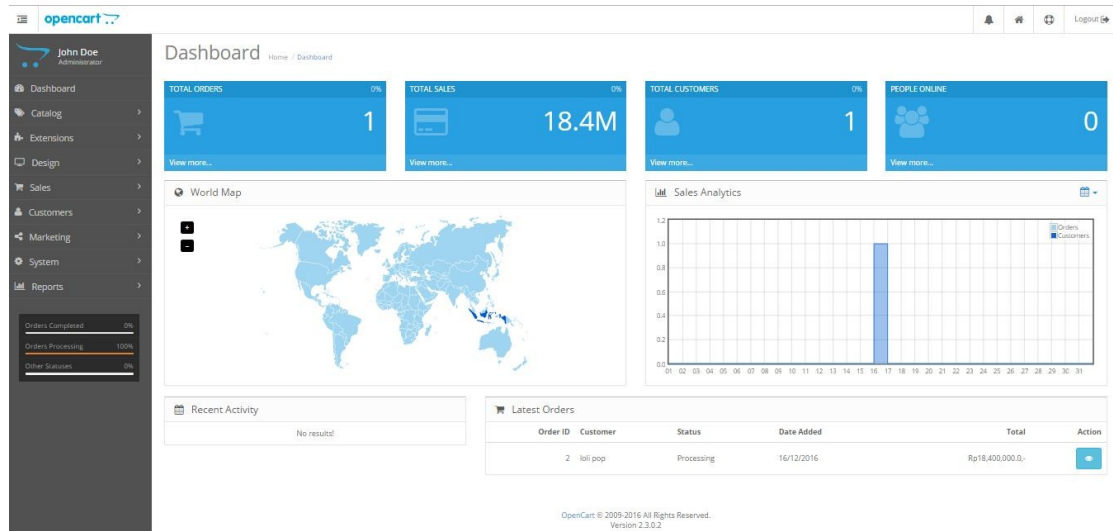 opencart
Logout
John Doe
Administrator
Dashboard
Catalog
Extensions
Design
Sales
Customers
Marketing
System
Reports
Orders Completed 0%
Orders Processing 100%
Other Statuses 0%
Dashboard Home / Dashboard
TOTAL ORDERS 0%
1
View more...
TOTAL SALES 0%
18.4M
View more...
TOTAL CUSTOMERS 0%
1
View more...
PEOPLE ONLINE
0
View more...
World Map
+
-
Sales Analytics
Orders
Customers
1.2
1.0
0.8
0.6
0.4
0.2
0.0
01 02 03 04 05 06 07 08 09 10 11 12 13 14 15 16 17 18 19 20 21 22 23 24 25 26 27 28 29 30 31
Recent Activity
No results!
Latest Orders
Order ID Customer Status Date Added Total Action
2 loli pop Processing 16/12/2016 Rp18,400,000.0,-
OpenCart © 2009-2016 All Rights Reserved.
Version 2.3.0.2